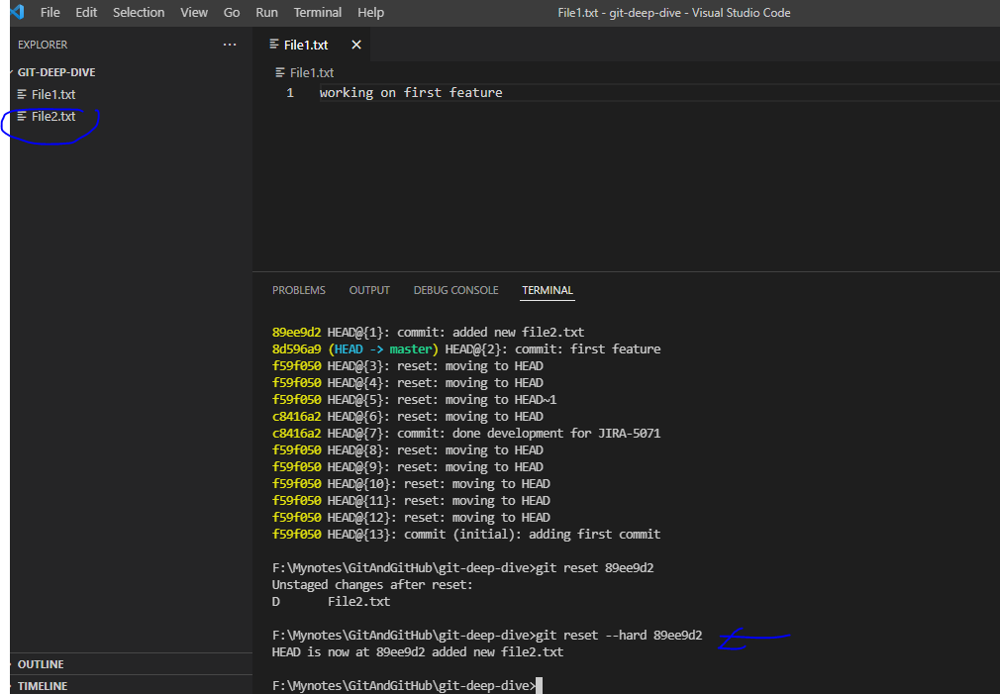 File Edit Selection View Go Run Terminal Help File1.txt - git-deep-dive - Visual Studio Code
EXPLORER ···
GIT-DEEP-DIVE
File1.txt
File2.txt
File1.txt
File1.txt
1 working on first feature
PROBLEMS OUTPUT DEBUG CONSOLE TERMINAL
89ee9d2 HEAD@{1}: commit: added new file2.txt
8d596a9 (HEAD -> master) HEAD@{2}: commit: first feature
f59f050 HEAD@{3}: reset: moving to HEAD
f59f050 HEAD@{4}: reset: moving to HEAD
f59f050 HEAD@{5}: reset: moving to HEAD~1
c8416a2 HEAD@{6}: reset: moving to HEAD
c8416a2 HEAD@{7}: commit: done development for JIRA-5071
f59f050 HEAD@{8}: reset: moving to HEAD
f59f050 HEAD@{9}: reset: moving to HEAD
f59f050 HEAD@{10}: reset: moving to HEAD
f59f050 HEAD@{11}: reset: moving to HEAD
f59f050 HEAD@{12}: reset: moving to HEAD
f59f050 HEAD@{13}: commit (initial): adding first commit
F:\Mynotes\GitAndGitHub\git-deep-dive>git reset 89ee9d2
Unstaged changes after reset:
D File2.txt
F:\Mynotes\GitAndGitHub\git-deep-dive>git reset --hard 89ee9d2
HEAD is now at 89ee9d2 added new file2.txt
F:\Mynotes\GitAndGitHub\git-deep-dive>
OUTLINE
TIMELINE